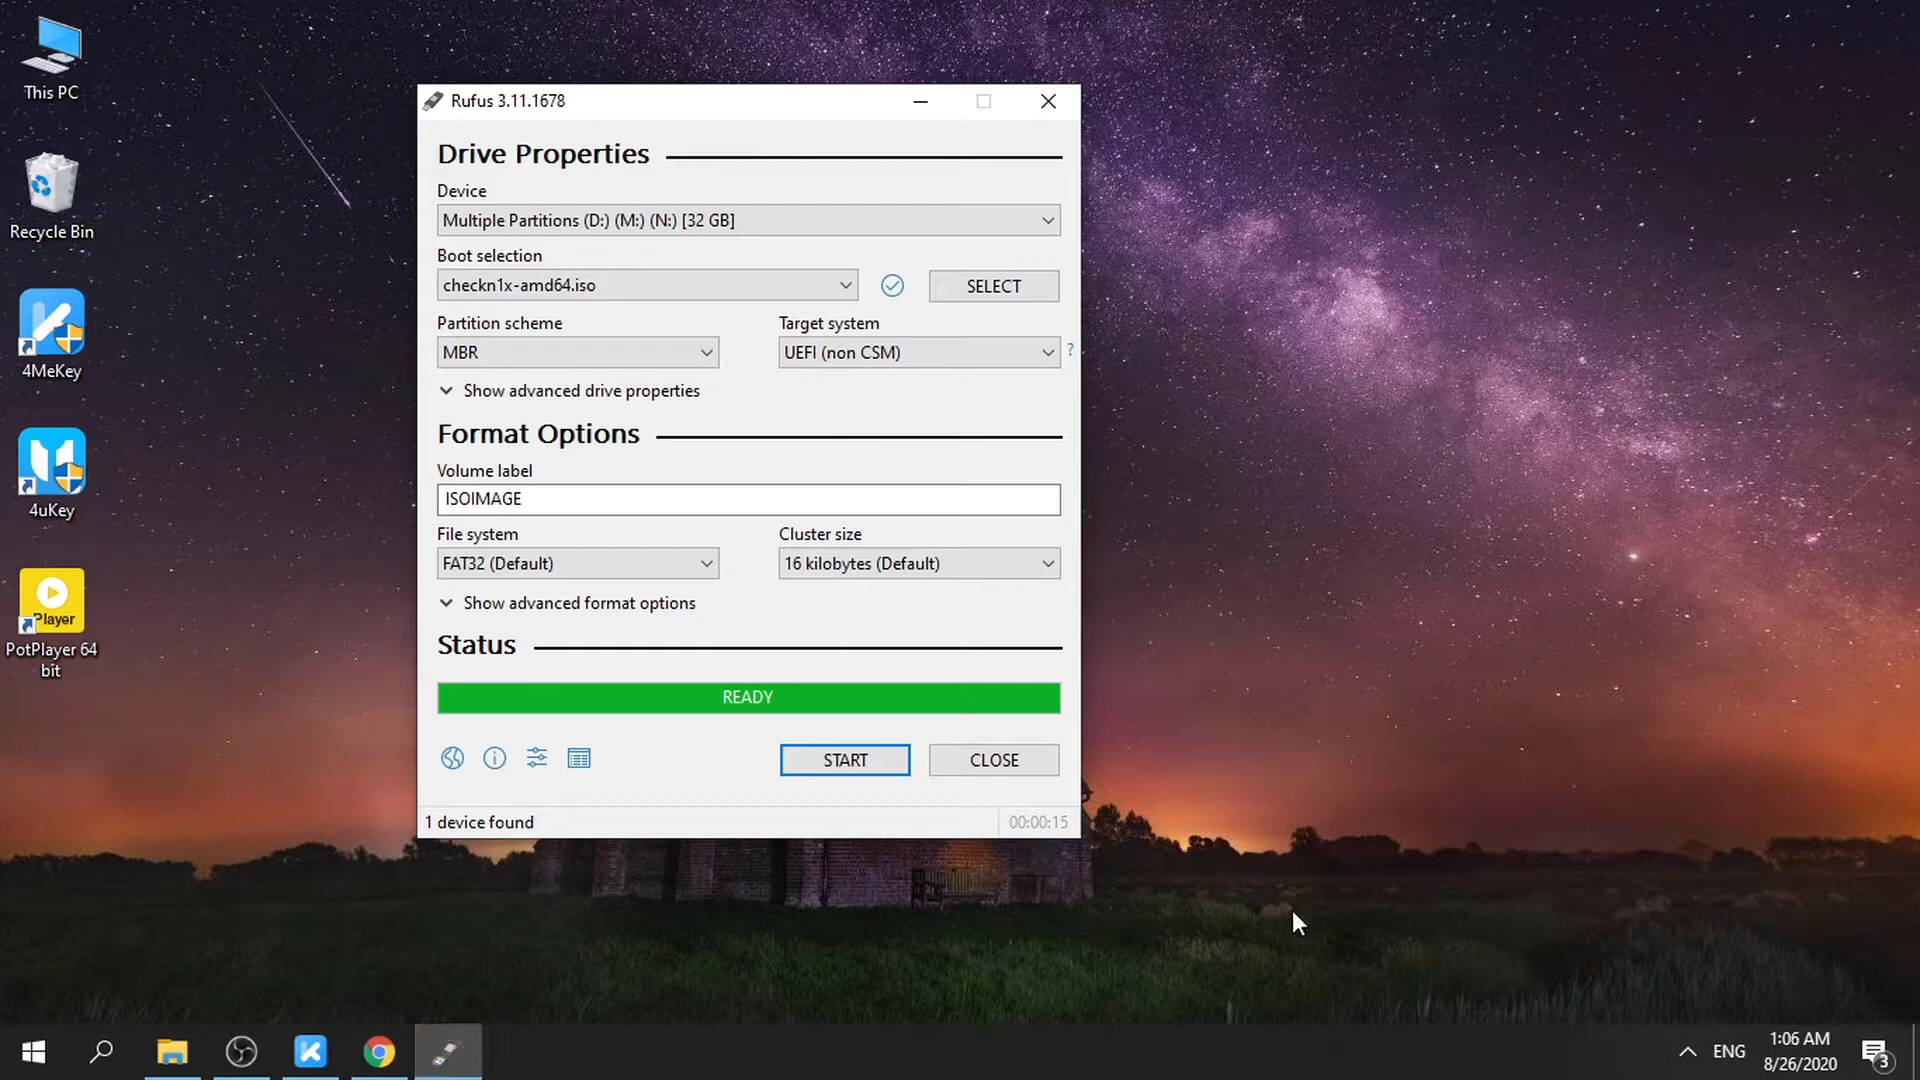 This PC
Recycle Bin
4MeKey
4uKey
Player
PotPlayer 64
bit
Rufus 3.11.1678
Drive Properties
Device
Multiple Partitions (D:) (M:) (N:) [32 GB]
Boot selection
checkn1x-amd64.iso
SELECT
Partition scheme
Target system
MBR
UEFI (non CSM)
?
Show advanced drive properties
Format Options
Volume label
ISOIMAGE
File system
Cluster size
FAT32 (Default)
16 kilobytes (Default)
Show advanced format options
Status
READY
START
CLOSE
1 device found
00:00:15
ENG
1:06 AM
8/26/2020
3